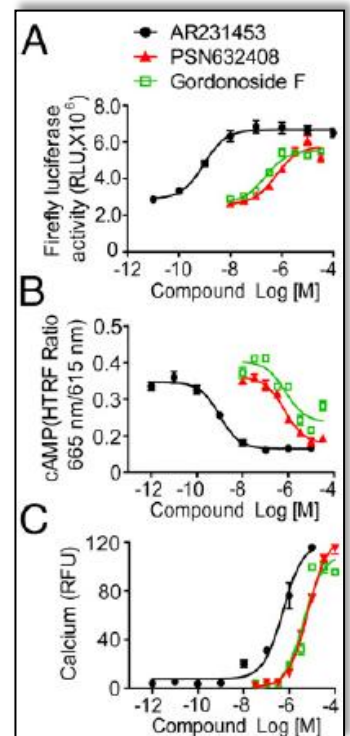 A
AR231453
PSN632408
Gordonoside F
Firefly luciferase
activity (RLU,X10⁶)
8.0
6.0
4.0
2.0
0
-12 -10 -8 -6 -4
Compound Log [M]
B
cAMP(HTRF Ratio
665 nm/615 nm)
0.5
0.4
0.3
0.2
0
-12 -10 -8 -6 -4
Compound Log [M]
C
Calcium (RFU)
120
80
40
0
-12 -10 -8 -6 -4
Compound Log [M]